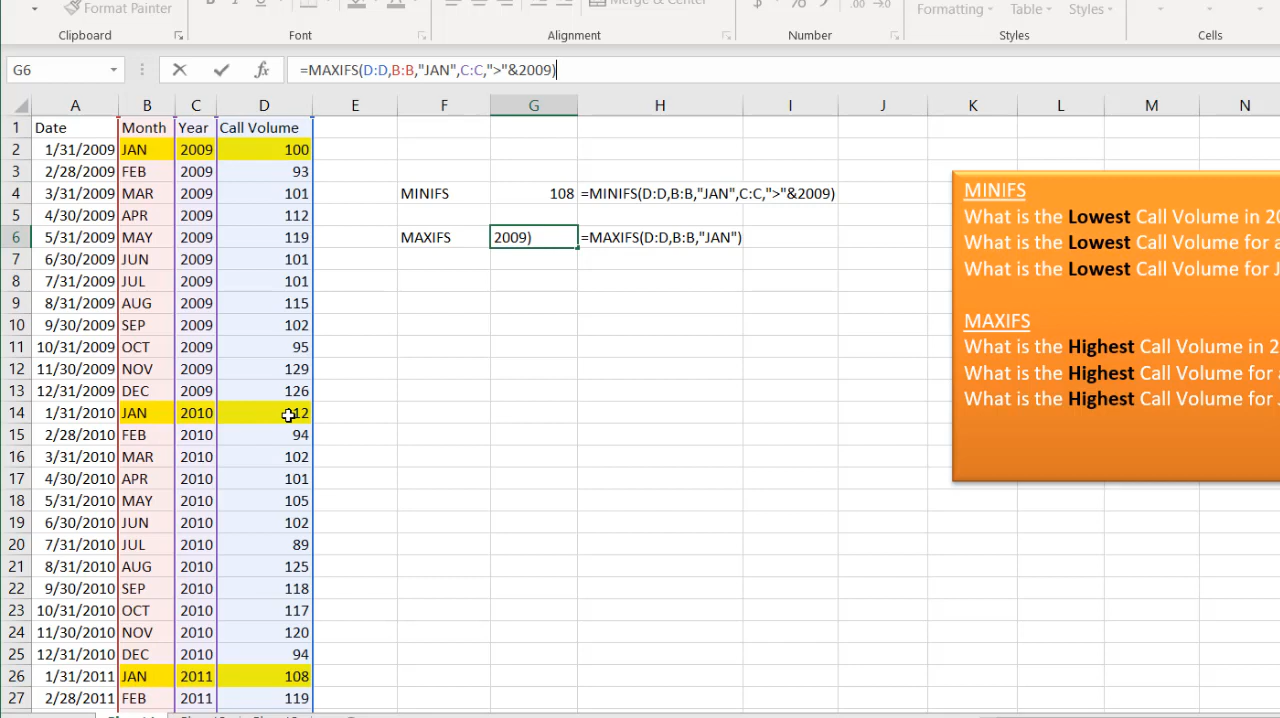 Format Painter
Merge & Center
$ %
Formatting Table Styles
Clipboard Font Alignment Number Styles Cells
G6 fx =MAXIFS(D:D,B:B,"JAN",C:C,">"&2009)
A B C D E F G H I J K L M N
1 Date Month Year Call Volume
2 1/31/2009 JAN 2009 100
3 2/28/2009 FEB 2009 93
4 3/31/2009 MAR 2009 101 MINIFS 108 =MINIFS(D:D,B:B,"JAN",C:C,">"&2009)
5 4/30/2009 APR 2009 112
6 5/31/2009 MAY 2009 119 MAXIFS 2009) =MAXIFS(D:D,B:B,"JAN")
7 6/30/2009 JUN 2009 101
8 7/31/2009 JUL 2009 101
9 8/31/2009 AUG 2009 115
10 9/30/2009 SEP 2009 102
11 10/31/2009 OCT 2009 95
12 11/30/2009 NOV 2009 129
13 12/31/2009 DEC 2009 126
14 1/31/2010 JAN 2010 12
15 2/28/2010 FEB 2010 94
16 3/31/2010 MAR 2010 102
17 4/30/2010 APR 2010 101
18 5/31/2010 MAY 2010 105
19 6/30/2010 JUN 2010 102
20 7/31/2010 JUL 2010 89
21 8/31/2010 AUG 2010 125
22 9/30/2010 SEP 2010 118
23 10/31/2010 OCT 2010 117
24 11/30/2010 NOV 2010 120
25 12/31/2010 DEC 2010 94
26 1/31/2011 JAN 2011 108
27 2/28/2011 FEB 2011 119
MINIFS
What is the Lowest Call Volume in 20
What is the Lowest Call Volume for a
What is the Lowest Call Volume for J
MAXIFS
What is the Highest Call Volume in 2
What is the Highest Call Volume for a
What is the Highest Call Volume for